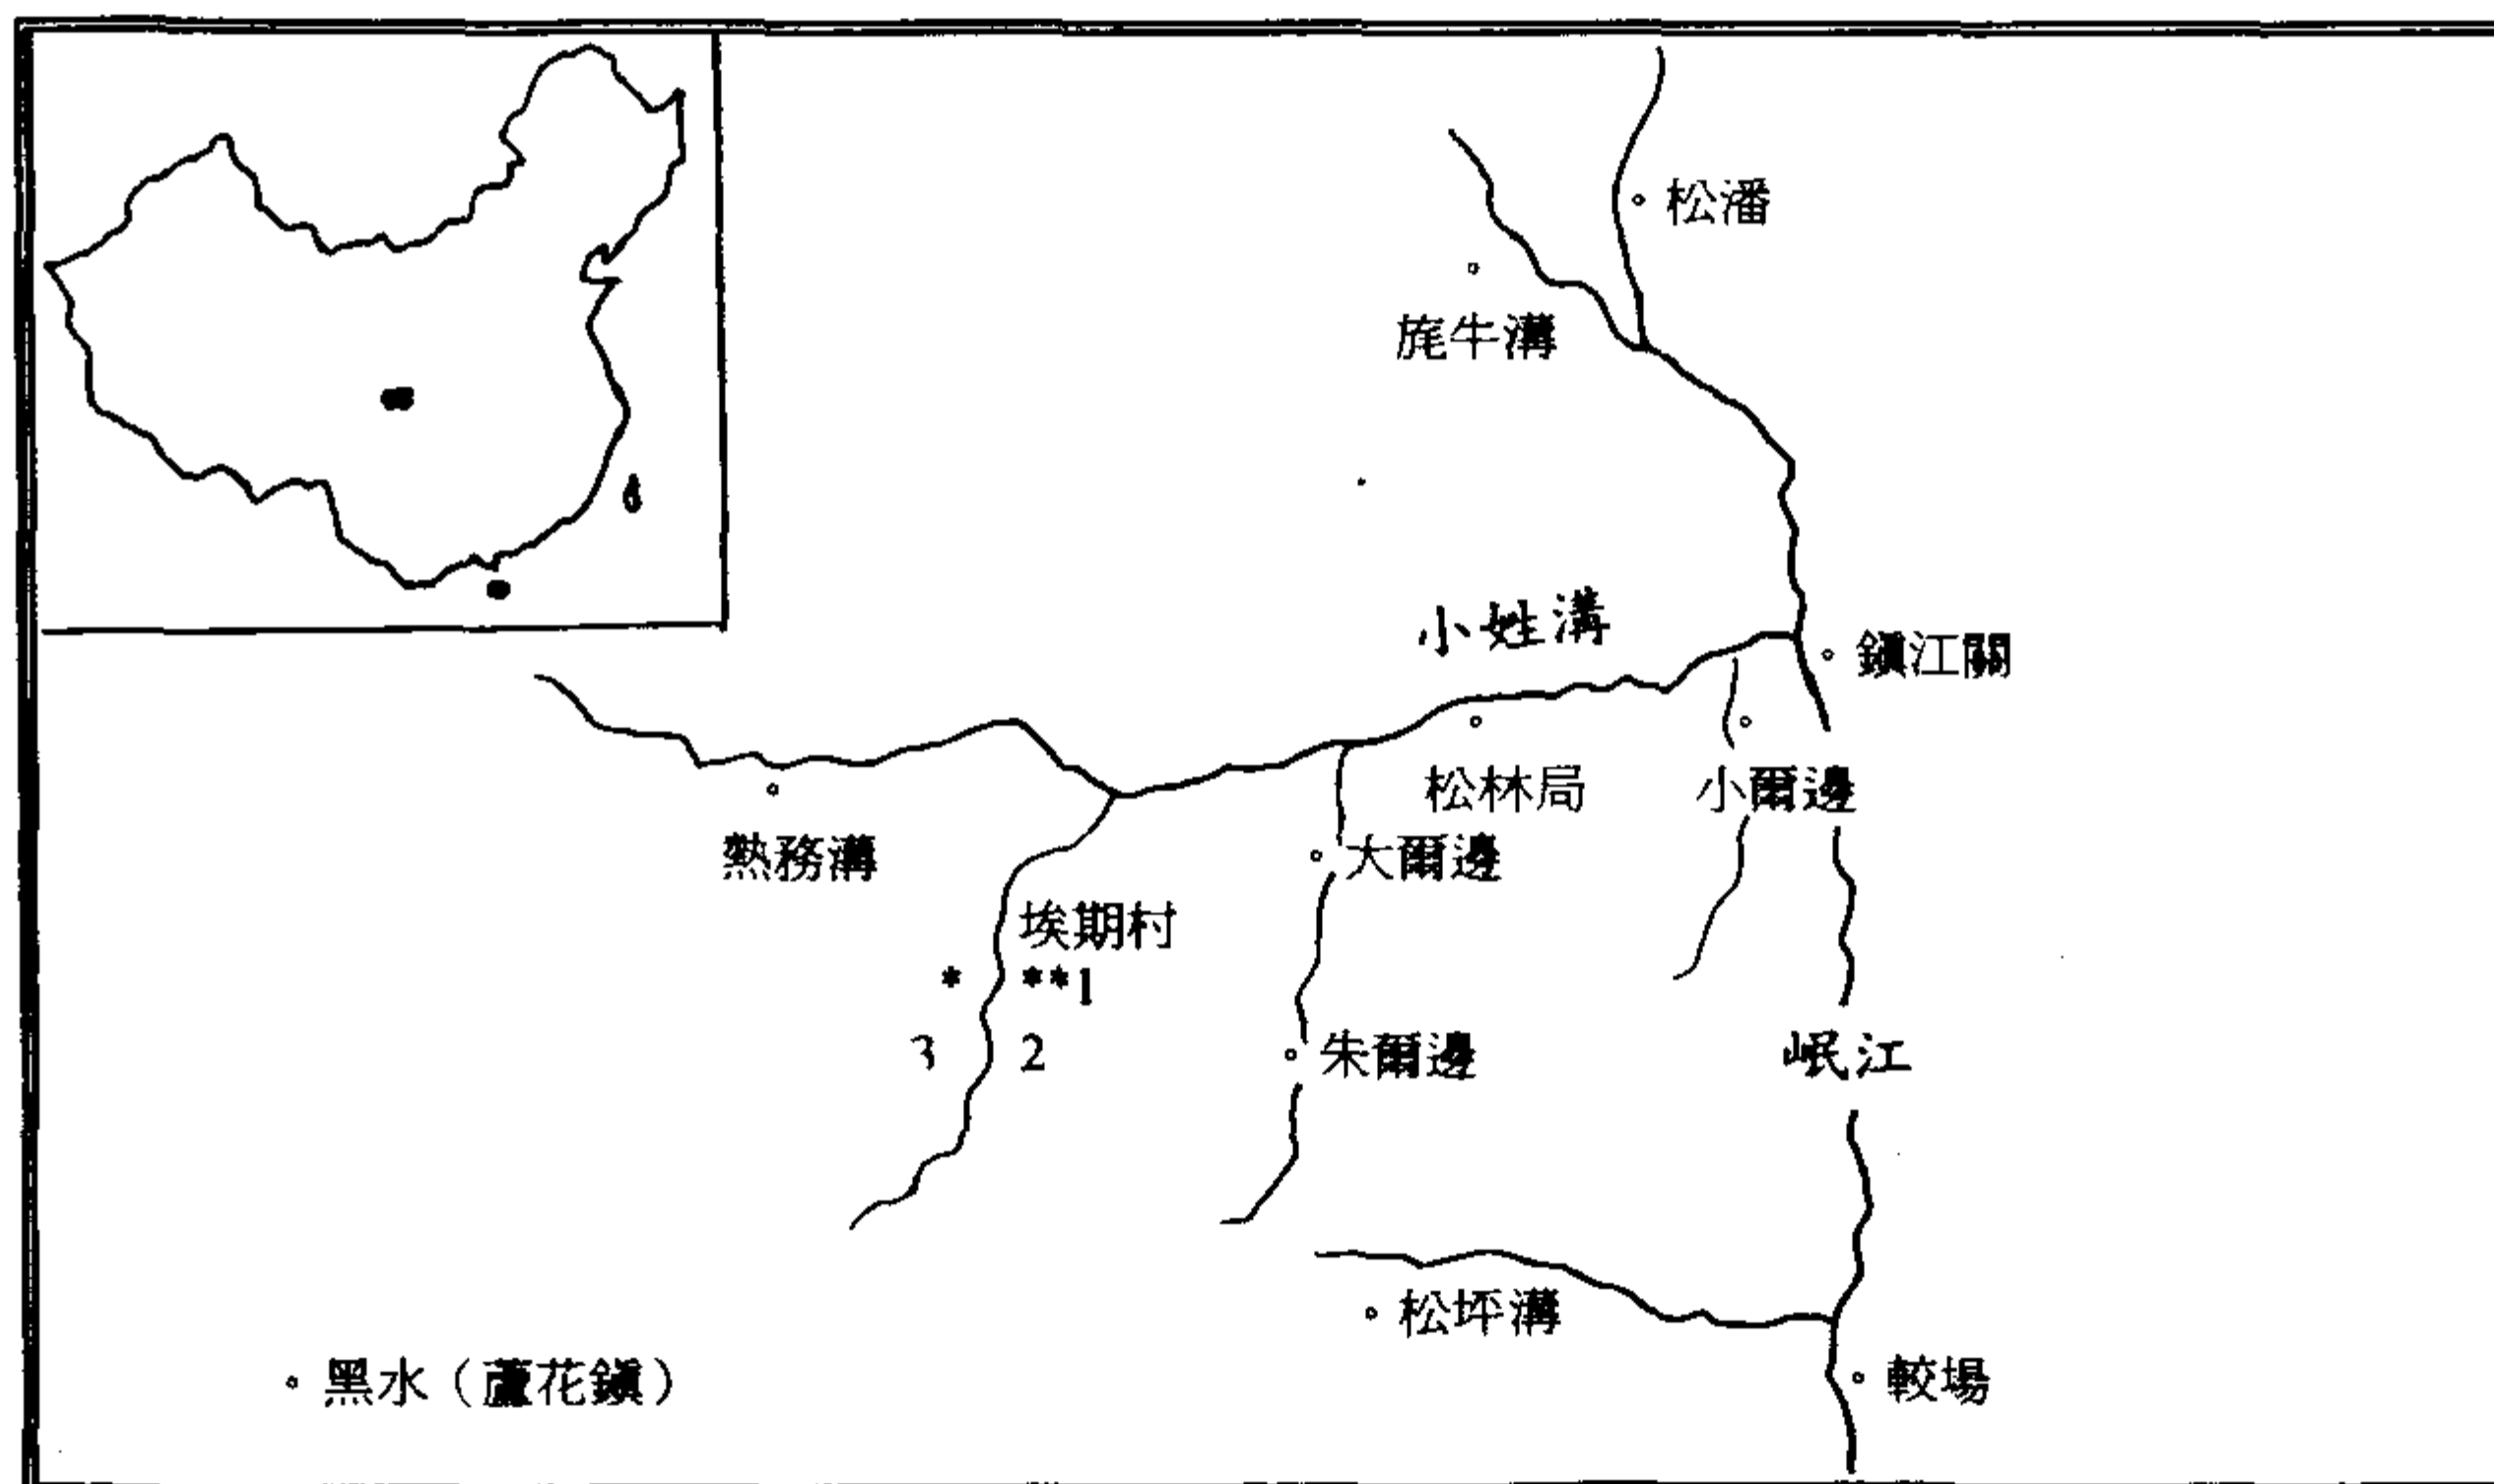 松潘
旄牛溝
小姓溝
鎮江關
松林局
小爾邊
熱務溝
大爾邊
埃期村
* **1
3 2
朱爾邊
岷江
松坪溝
黑水（蘆花鎮）
較場